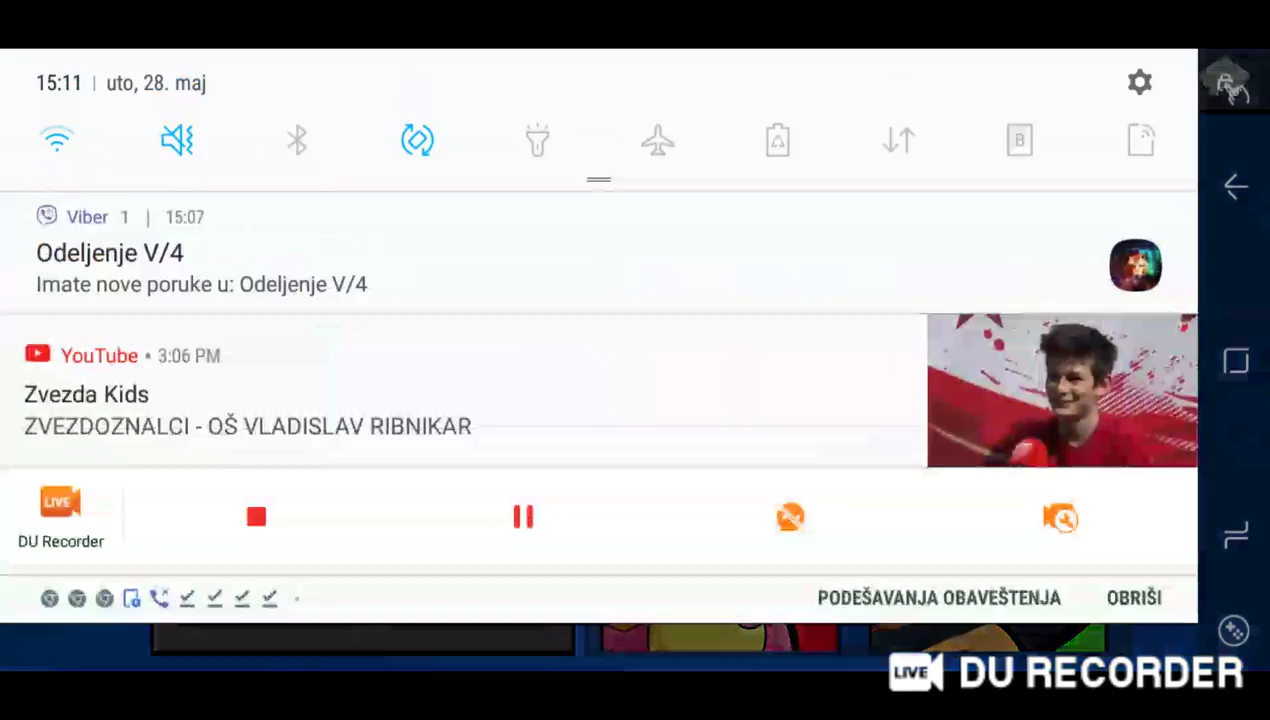 15:11 | uto, 28. maj
B
Viber 1 | 15:07
Odeljenje V/4
Imate nove poruke u: Odeljenje V/4
YouTube • 3:06 PM
Zvezda Kids
ZVEZDOZNALCI - OŠ VLADISLAV RIBNIKAR
LIVE
DU Recorder
PODEŠAVANJA OBAVEŠTENJA OBRIŠI
LIVE DU RECORDER